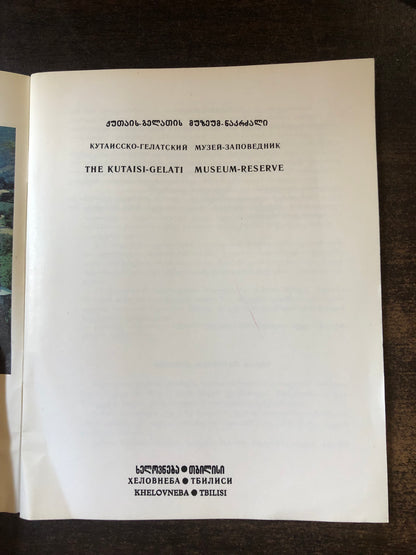 ქუთაის-გელათის მუზეუმ-ნაკრძალი
КУТАИССКО-ГЕЛАТСКИЙ МУЗЕЙ-ЗАПОВЕДНИК
THE KUTAISI-GELATI MUSEUM-RESERVE
ხელოვნება ● თბილისი
ХЕЛОВНЕБА ● ТБИЛИСИ
KHELOVNEBA ● TBILISI